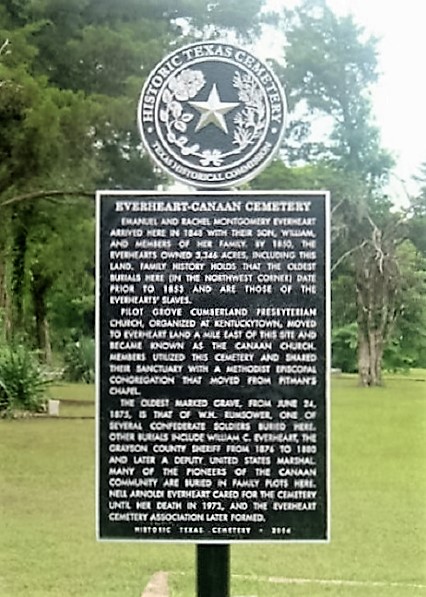 HISTORIC TEXAS CEMETERY
TEXAS HISTORICAL COMMISSION
EVERHEART-CANAAN CEMETERY
EMANUEL AND RACHEL MONTGOMERY EVERHEART
ARRIVED HERE IN 1848 WITH THEIR SON, WILLIAM,
AND MEMBERS OF HER FAMILY. BY 1850, THE
EVERHEARTS OWNED 3,346 ACRES, INCLUDING THIS
LAND. FAMILY HISTORY HOLDS THAT THE OLDEST
BURIALS HERE (IN THE NORTHWEST CORNER) DATE
PRIOR TO 1853 AND ARE THOSE OF THE
EVERHEARTS' SLAVES.
PILOT GROVE CUMBERLAND PRESBYTERIAN
CHURCH, ORGANIZED AT KENTUCKYTOWN, MOVED
TO EVERHEART LAND A MILE EAST OF THIS SITE AND
BECAME KNOWN AS THE CANAAN CHURCH.
MEMBERS UTILIZED THIS CEMETERY AND SHARED
THEIR SANCTUARY WITH A METHODIST EPISCOPAL
CONGREGATION THAT MOVED FROM PITMAN'S
CHAPEL.
THE OLDEST MARKED GRAVE, FROM JUNE 24,
1875, IS THAT OF W.H. RUMSOWER, ONE OF
SEVERAL CONFEDERATE SOLDIERS BURIED HERE.
OTHER BURIALS INCLUDE WILLIAM C. EVERHEART, THE
GRAYSON COUNTY SHERIFF FROM 1876 TO 1880
AND LATER A DEPUTY UNITED STATES MARSHAL.
MANY OF THE PIONEERS OF THE CANAAN
COMMUNITY ARE BURIED IN FAMILY PLOTS HERE.
NELL ARNOLDI EVERHEART CARED FOR THE CEMETERY
UNTIL HER DEATH IN 1973, AND THE EVERHEART
CEMETERY ASSOCIATION LATER FORMED.
HISTORIC TEXAS CEMETERY • 2004